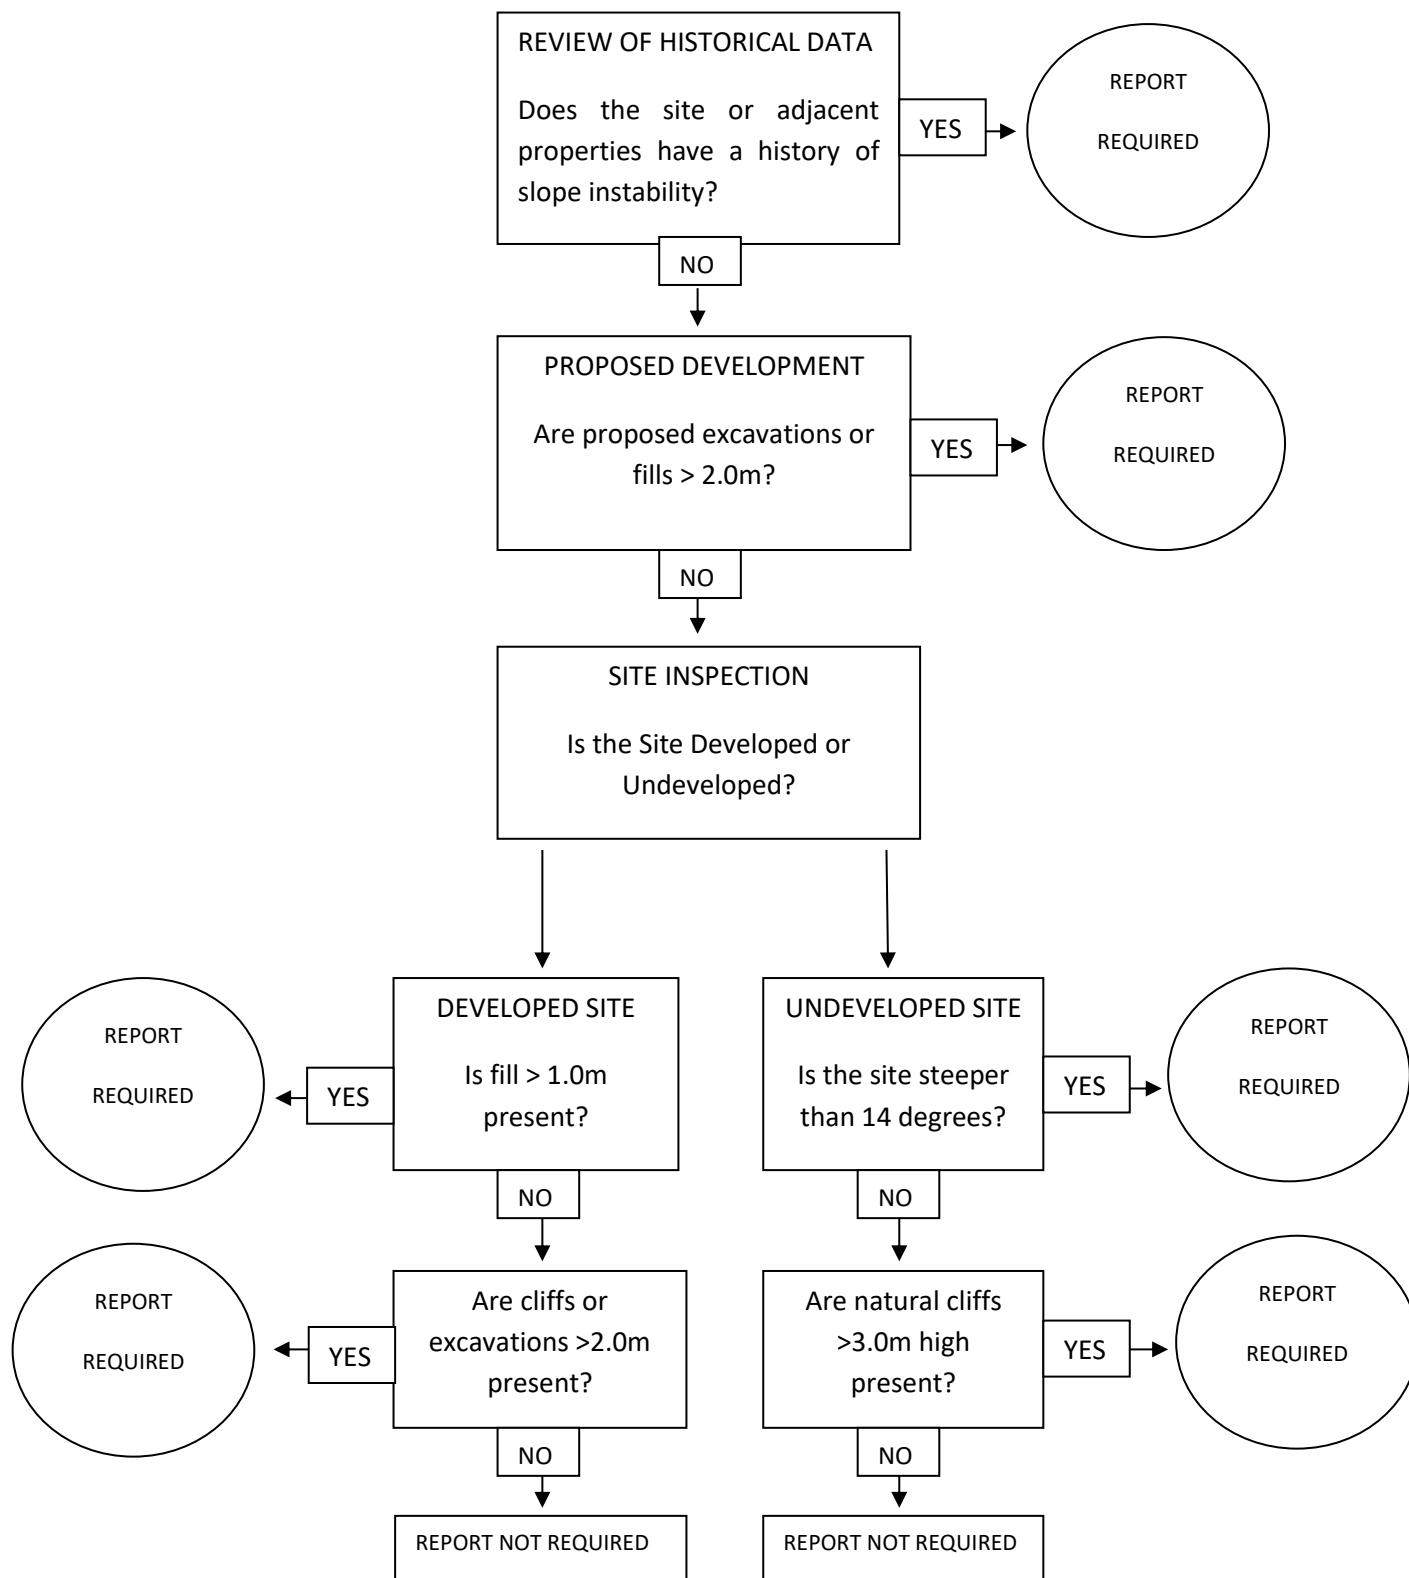 REVIEW OF HISTORICAL DATA
Does the site or adjacent
properties have a history of
slope instability?
YES
REPORT
REQUIRED
NO
PROPOSED DEVELOPMENT
Are proposed excavations or
fills > 2.0m?
YES
REPORT
REQUIRED
NO
SITE INSPECTION
Is the Site Developed or
Undeveloped?
DEVELOPED SITE
Is fill > 1.0m
present?
YES
REPORT
REQUIRED
NO
Are cliffs or
excavations >2.0m
present?
YES
REPORT
REQUIRED
NO
REPORT NOT REQUIRED
UNDEVELOPED SITE
Is the site steeper
than 14 degrees?
YES
REPORT
REQUIRED
NO
Are natural cliffs
>3.0m high
present?
YES
REPORT
REQUIRED
NO
REPORT NOT REQUIRED